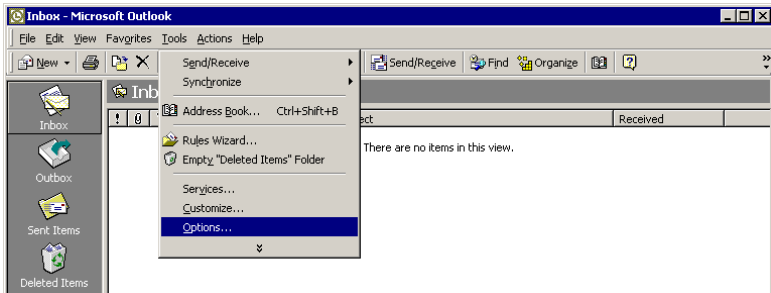 Inbox - Microsoft Outlook
File Edit View Favorites Tools Actions Help
New Send/Receive Find Organize
Send/Receive
Synchronize
Address Book... Ctrl+Shift+B
Rules Wizard...
Empty "Deleted Items" Folder
Services...
Customize...
Options...
Inb
ect Received
There are no items in this view.
Inbox
Outbox
Sent Items
Deleted Items